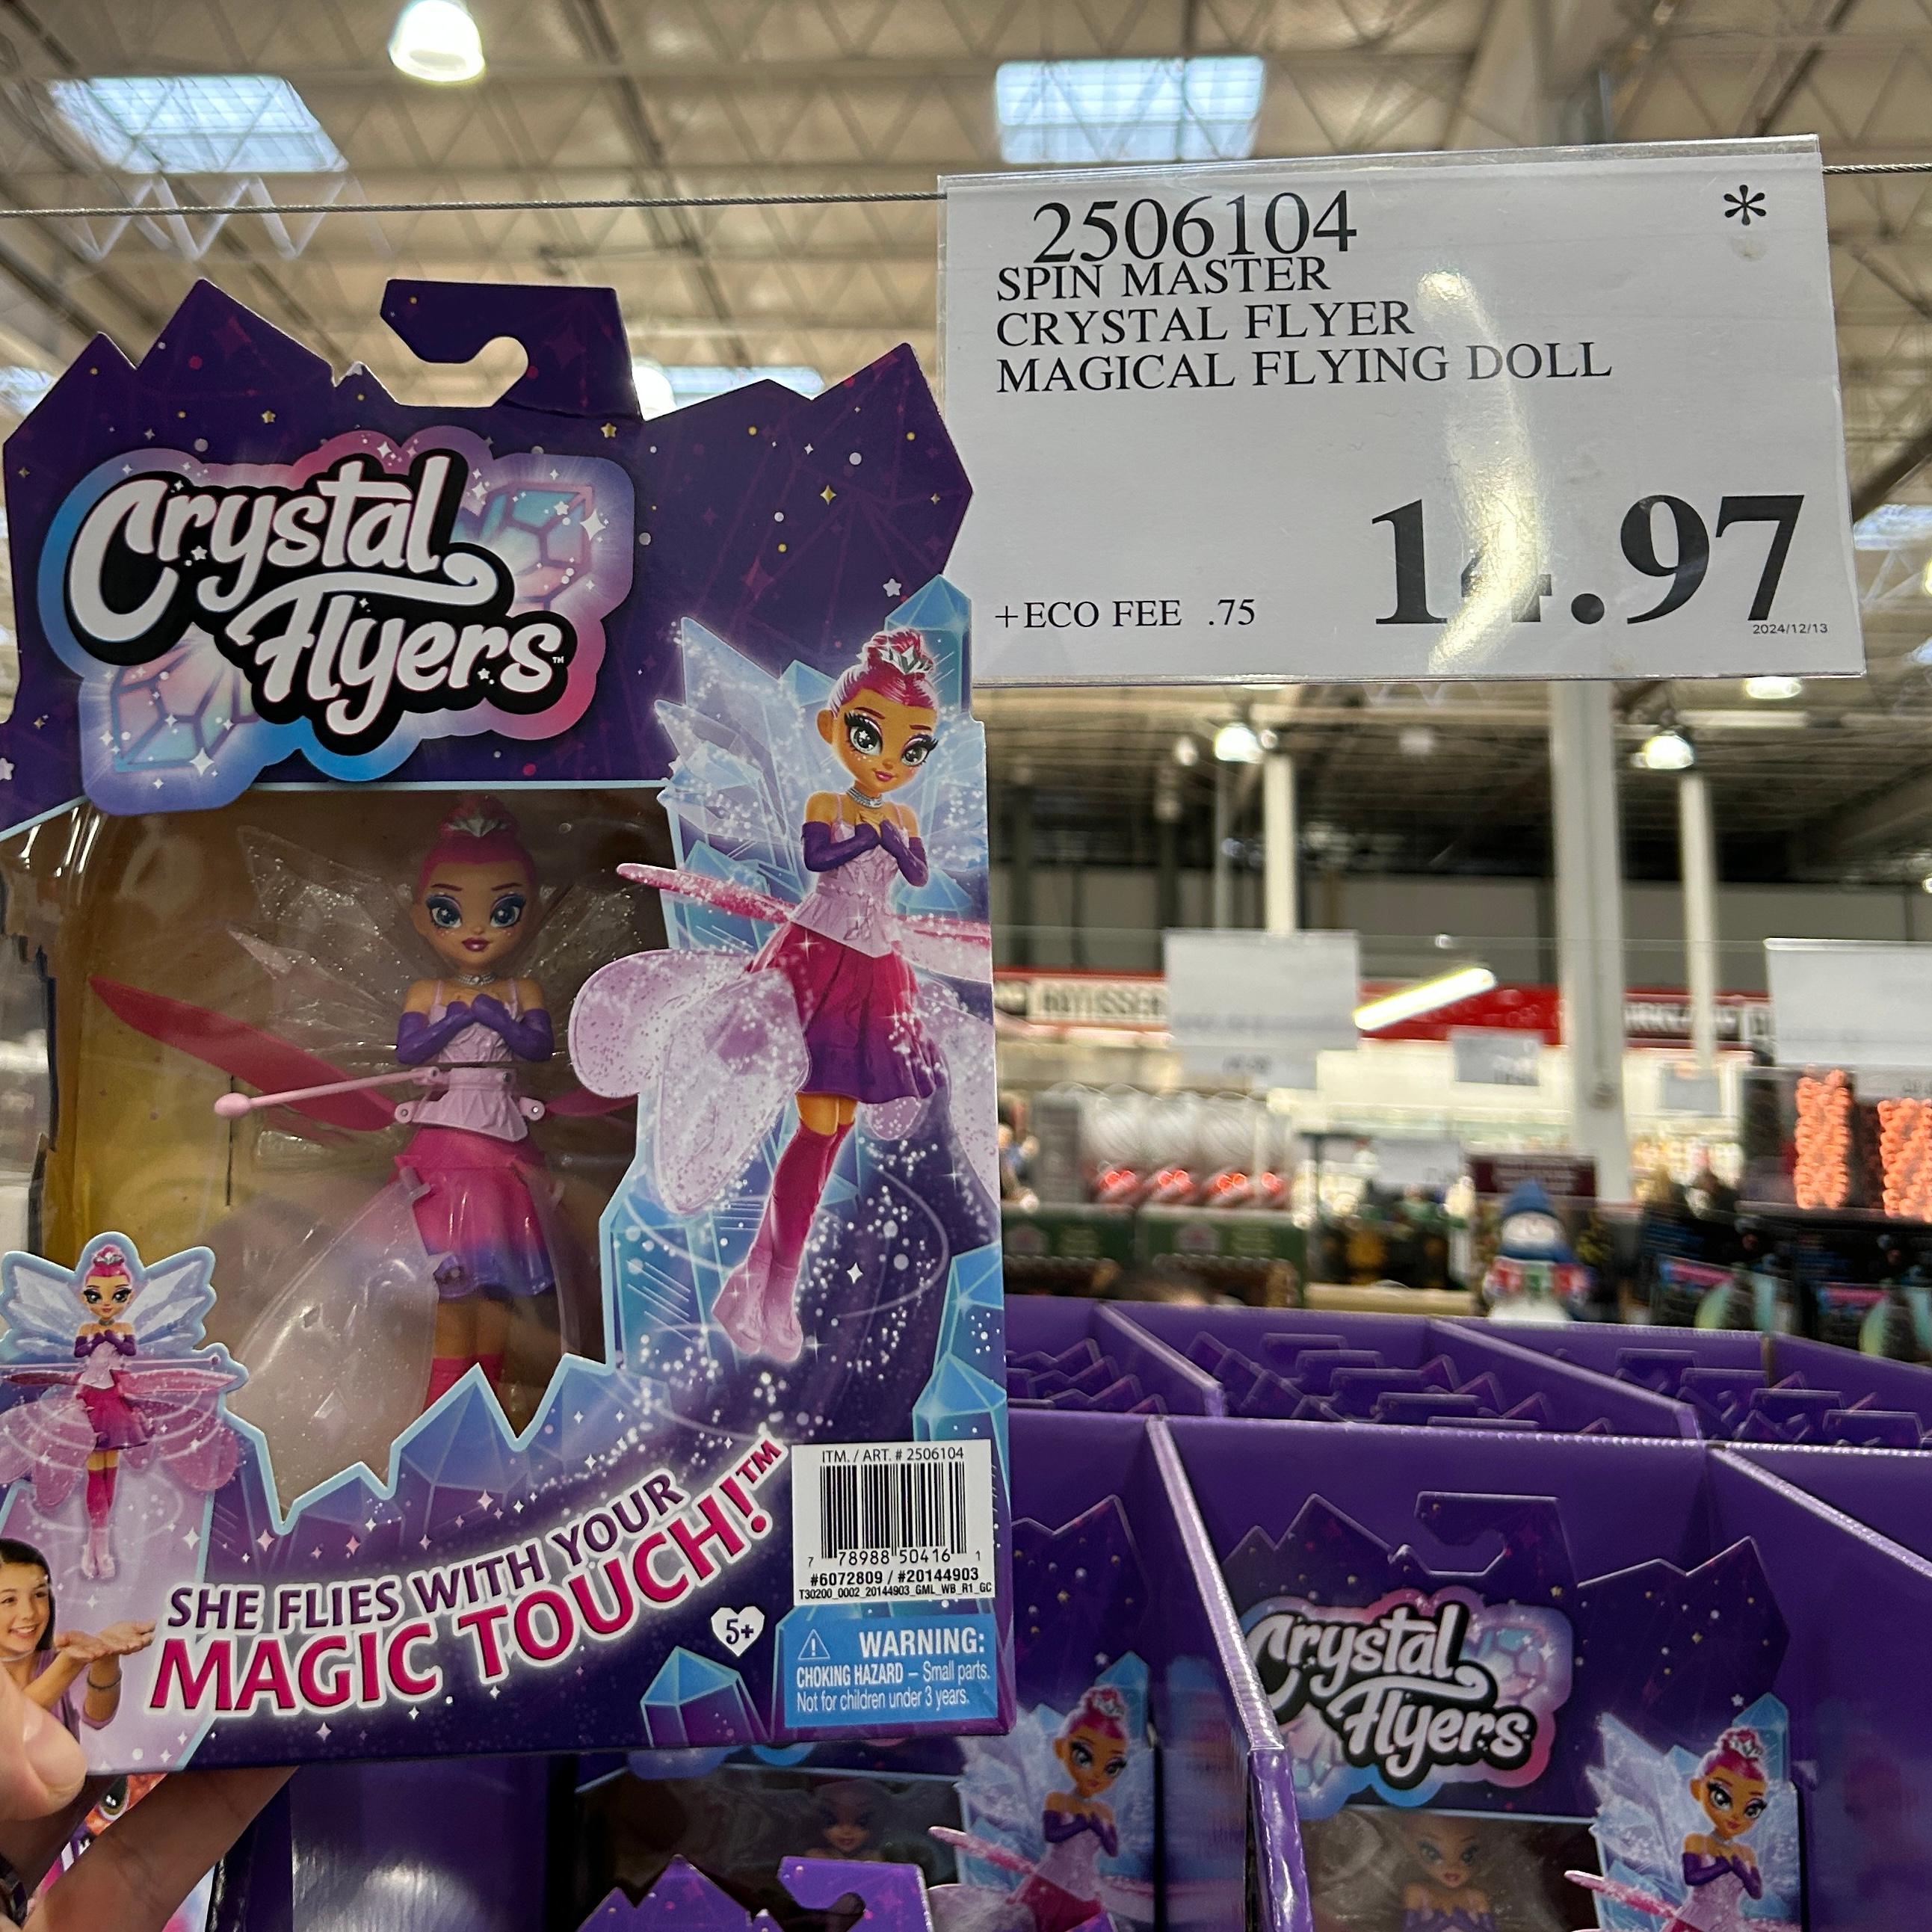 2506104
*
SPIN MASTER
CRYSTAL FLYER
MAGICAL FLYING DOLL
+ECO FEE .75
14.97
2024/12/13
Crystal
Flyers™
SHE FLIES WITH YOUR
MAGIC TOUCH!™
5+
ITM. / ART. # 2506104
7 78988 50416 1
#6072809 / #20144903
T30200_0002_20144903_GML_WB_R1_GC
WARNING:
CHOKING HAZARD – Small parts.
Not for children under 3 years.
Crystal
Flyers